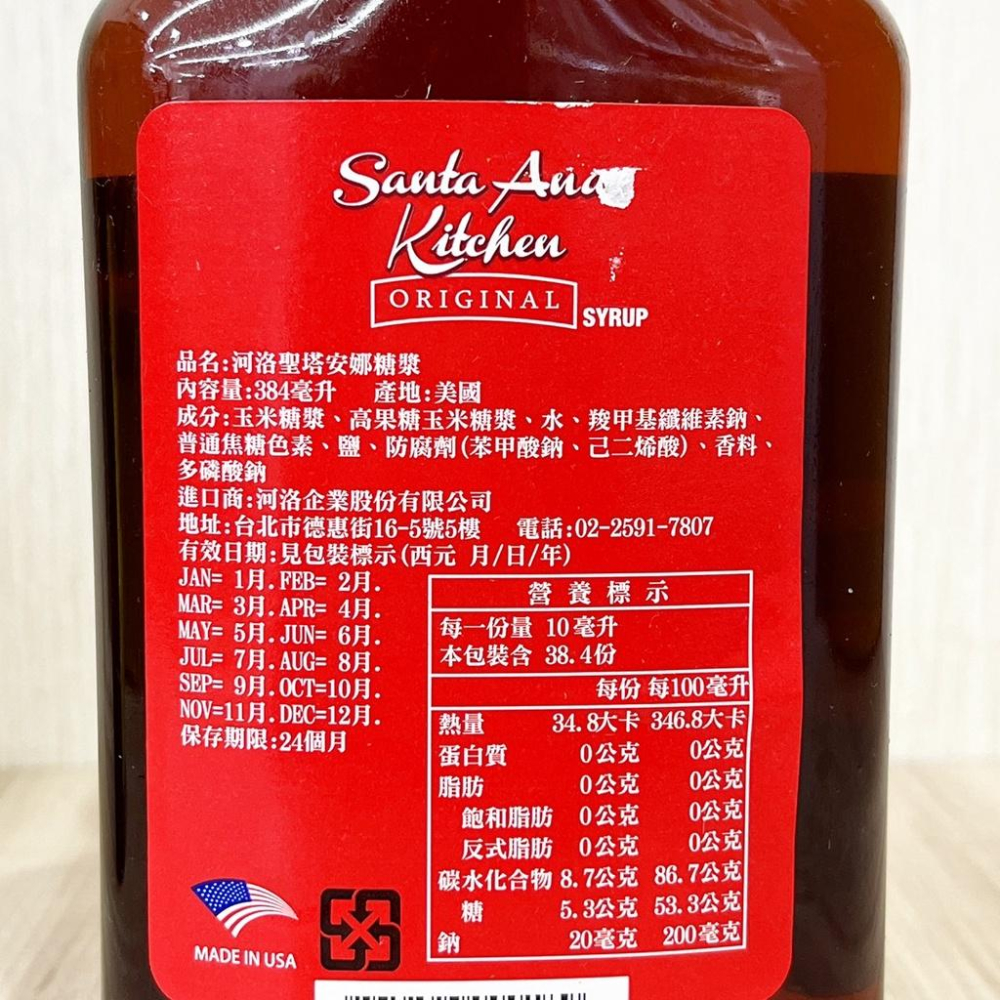 Santa Ana
Kitchen
ORIGINAL
SYRUP
品名:河洛聖塔安娜糖漿
內容量:384毫升 產地:美國
成分:玉米糖漿、高果糖玉米糖漿、水、羧甲基纖維素鈉、
普通焦糖色素、鹽、防腐劑(苯甲酸鈉、己二烯酸)、香料、
多磷酸鈉
進口商:河洛企業股份有限公司
地址:台北市德惠街16-5號5樓 電話:02-2591-7807
有效日期:見包裝標示(西元 月/日/年)
JAN= 1月. FEB= 2月.
MAR= 3月. APR= 4月.
MAY= 5月. JUN= 6月.
JUL= 7月. AUG= 8月.
SEP= 9月. OCT=10月.
NOV=11月. DEC=12月.
保存期限:24個月
營養標示
每一份量 10毫升
本包裝含 38.4份
每份 每100毫升
熱量 34.8大卡 346.8大卡
蛋白質 0公克 0公克
脂肪 0公克 0公克
飽和脂肪 0公克 0公克
反式脂肪 0公克 0公克
碳水化合物 8.7公克 86.7公克
糖 5.3公克 53.3公克
鈉 20毫克 200毫克
MADE IN USA